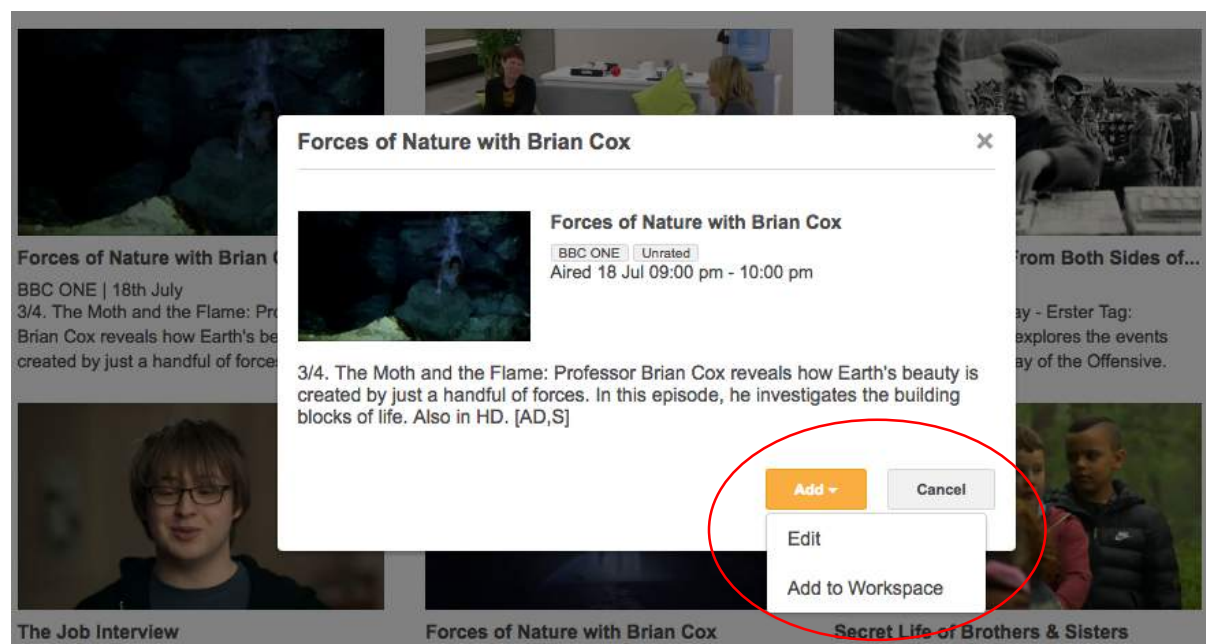 Forces of Nature with Brian Cox
×
Forces of Nature with Brian Cox
BBC ONE Unrated
Aired 18 Jul 09:00 pm - 10:00 pm
3/4. The Moth and the Flame: Professor Brian Cox reveals how Earth's beauty is
created by just a handful of forces. In this episode, he investigates the building
blocks of life. Also in HD. [AD,S]
Add
Cancel
Edit
Add to Workspace
Forces of Nature with Brian
BBC ONE | 18th July
3/4. The Moth and the Flame:
Brian Cox reveals how Earth's
created by just a handful of
From Both Sides of...
- Erster Tag:
explores the events
of the Offensive.
The Job Interview
Forces of Nature with Brian Cox
Secret Life of Brothers & Sisters